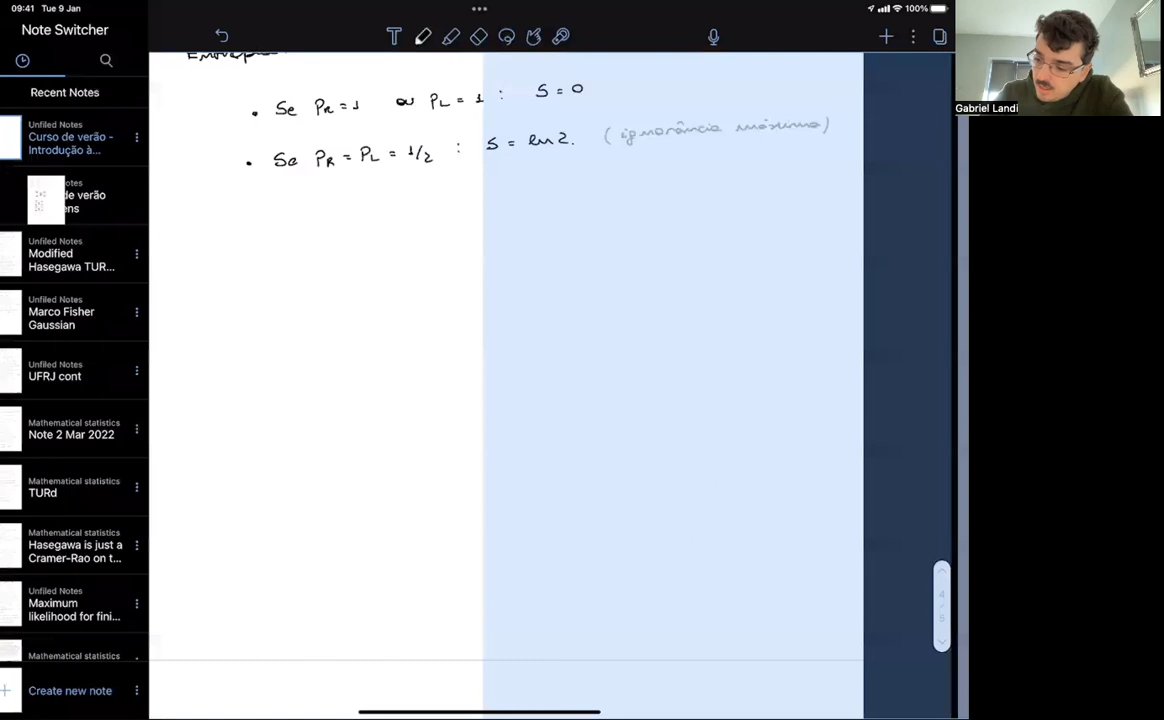 09:41 Tue 9 Jan
100%
Note Switcher
Recent Notes
Unfiled Notes
Curso de verão -
Introdução à...
otes
de verão
ens
Unfiled Notes
Modified
Hasegawa TUR...
Unfiled Notes
Marco Fisher
Gaussian
Unfiled Notes
UFRJ cont
Mathematical statistics
Note 2 Mar 2022
Mathematical statistics
TURd
Mathematical statistics
Hasegawa is just a
Cramer-Rao on t...
Unfiled Notes
Maximum
likelihood for fini...
Mathematical statistics
Create new note
• Se PR = 1 ou PL = 1 : S = 0
• Se PR = PL = 1/2 : S = ln 2. (ignorância máxima)
4
/
5
Gabriel Landi